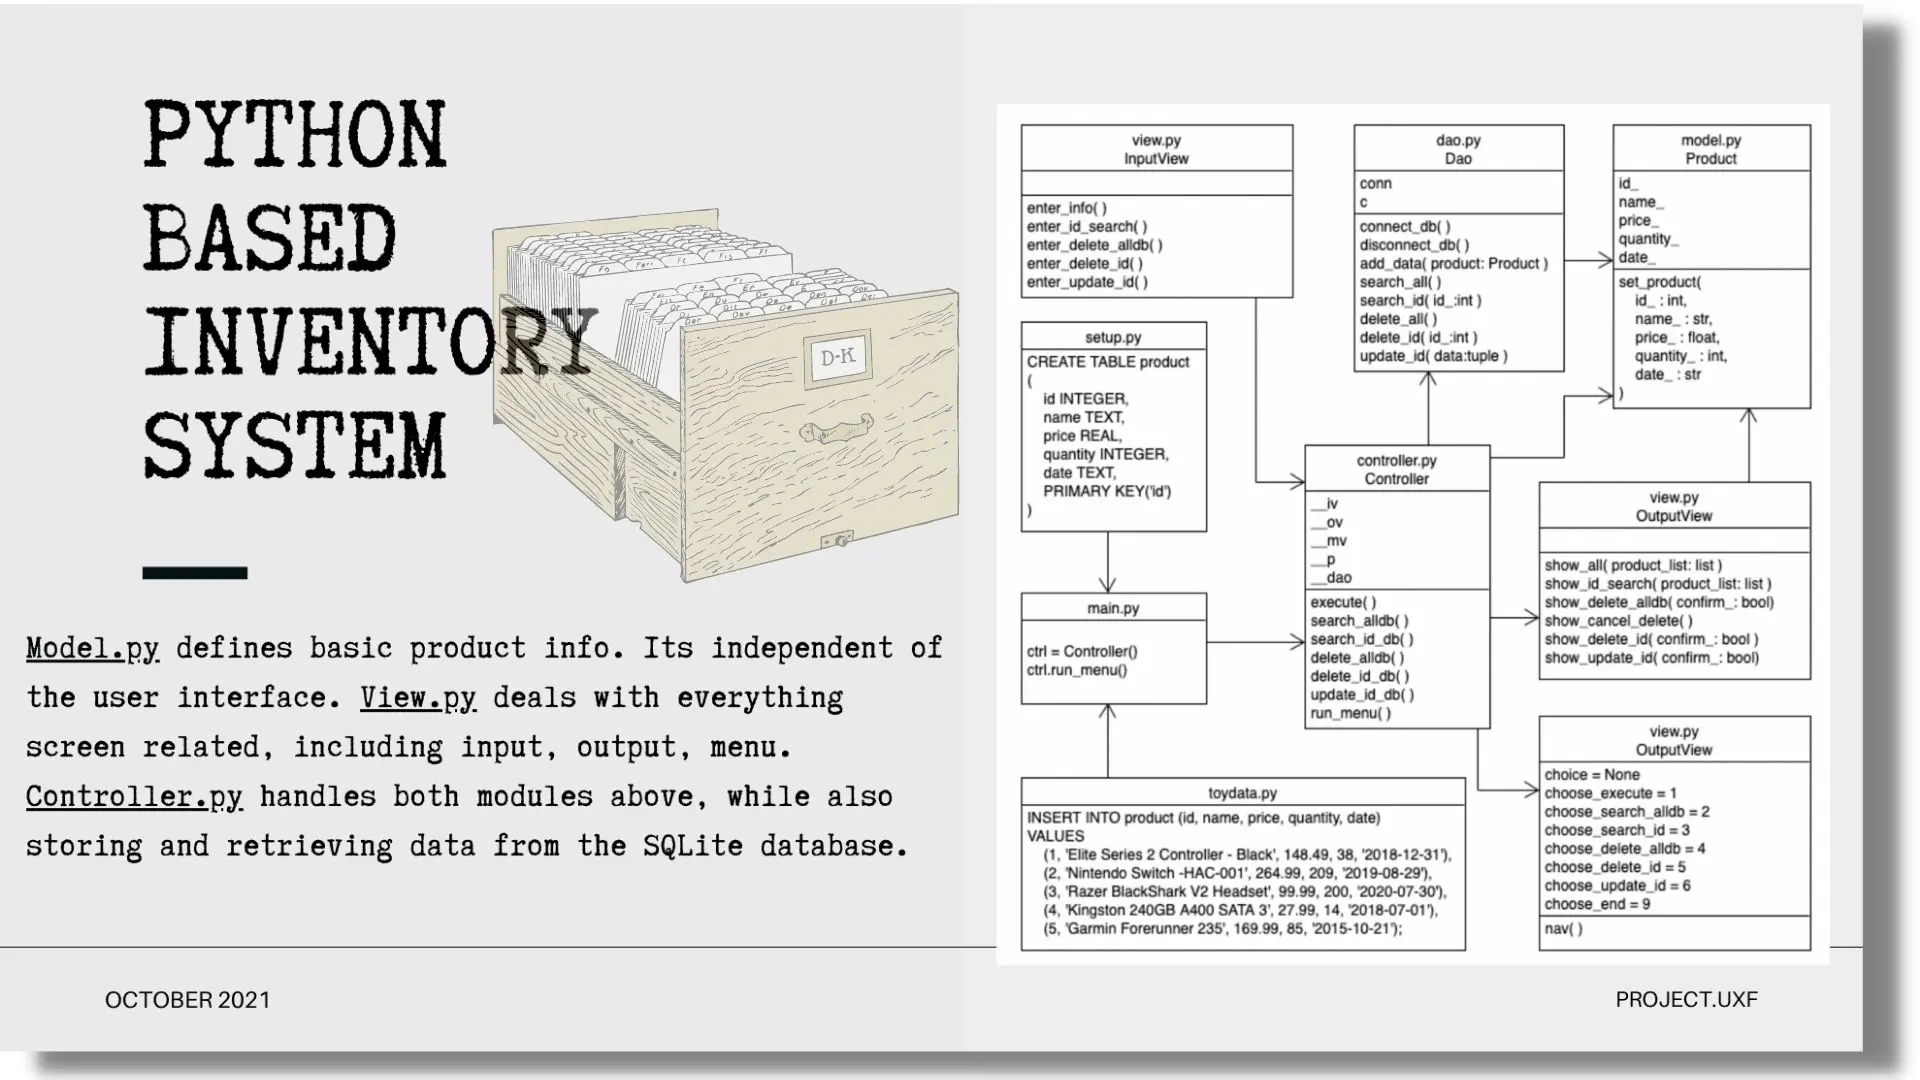 PYTHON
BASED
INVENTORY
SYSTEM
D-K
Model.py defines basic product info. Its independent of
the user interface. View.py deals with everything
screen related, including input, output, menu.
Controller.py handles both modules above, while also
storing and retrieving data from the SQLite database.
view.py
InputView
enter_info( )
enter_id_search( )
enter_delete_alldb( )
enter_delete_id( )
enter_update_id( )
dao.py
Dao
conn
c
connect_db( )
disconnect_db( )
add_data( product: Product )
search_all( )
search_id( id_:int )
delete_all( )
delete_id( id_:int )
update_id( data:tuple )
model.py
Product
id_
name_
price_
quantity_
date_
set_product(
id_ : int,
name_ : str,
price_ : float,
quantity_ : int,
date_ : str
)
setup.py
CREATE TABLE product
(
id INTEGER,
name TEXT,
price REAL,
quantity INTEGER,
date TEXT,
PRIMARY KEY('id')
)
controller.py
Controller
__iv
__ov
__mv
__p
__dao
execute( )
search_alldb( )
search_id_db( )
delete_alldb( )
delete_id_db( )
update_id_db( )
run_menu( )
view.py
OutputView
show_all( product_list: list )
show_id_search( product_list: list )
show_delete_alldb( confirm_: bool)
show_cancel_delete( )
show_delete_id( confirm_: bool )
show_update_id( confirm_: bool)
main.py
ctrl = Controller()
ctrl.run_menu()
view.py
OutputView
choice = None
choose_execute = 1
choose_search_alldb = 2
choose_search_id = 3
choose_delete_alldb = 4
choose_delete_id = 5
choose_update_id = 6
choose_end = 9
nav( )
toydata.py
INSERT INTO product (id, name, price, quantity, date)
VALUES
(1, 'Elite Series 2 Controller - Black', 148.49, 38, '2018-12-31'),
(2, 'Nintendo Switch -HAC-001', 264.99, 209, '2019-08-29'),
(3, 'Razer BlackShark V2 Headset', 99.99, 200, '2020-07-30'),
(4, 'Kingston 240GB A400 SATA 3', 27.99, 14, '2018-07-01'),
(5, 'Garmin Forerunner 235', 169.99, 85, '2015-10-21');
OCTOBER 2021
PROJECT.UXF